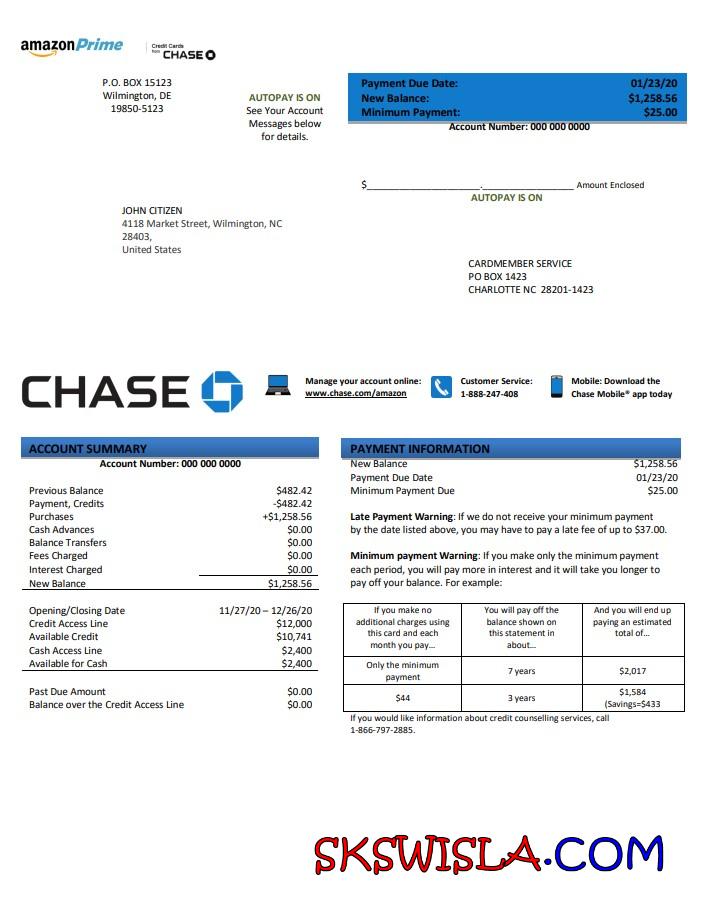 amazonPrime
Credit Cards
from CHASE
P.O. BOX 15123
Wilmington, DE
19850-5123
AUTOPAY IS ON
See Your Account
Messages below
for details.
Payment Due Date: 01/23/20
New Balance: $1,258.56
Minimum Payment: $25.00
Account Number: 000 000 0000
$______________________.__________________ Amount Enclosed
AUTOPAY IS ON
JOHN CITIZEN
4118 Market Street, Wilmington, NC
28403,
United States
CARDMEMBER SERVICE
PO BOX 1423
CHARLOTTE NC 28201-1423
CHASE
Manage your account online:
www.chase.com/amazon
Customer Service:
1-888-247-408
Mobile: Download the
Chase Mobile® app today
ACCOUNT SUMMARY
Account Number: 000 000 0000
Previous Balance $482.42
Payment, Credits -$482.42
Purchases +$1,258.56
Cash Advances $0.00
Balance Transfers $0.00
Fees Charged $0.00
Interest Charged $0.00
New Balance $1,258.56
Opening/Closing Date 11/27/20 – 12/26/20
Credit Access Line $12,000
Available Credit $10,741
Cash Access Line $2,400
Available for Cash $2,400
Past Due Amount $0.00
Balance over the Credit Access Line $0.00
PAYMENT INFORMATION
New Balance $1,258.56
Payment Due Date 01/23/20
Minimum Payment Due $25.00
Late Payment Warning: If we do not receive your minimum payment
by the date listed above, you may have to pay a late fee of up to $37.00.
Minimum payment Warning: If you make only the minimum payment
each period, you will pay more in interest and it will take you longer to
pay off your balance. For example:
If you make no
additional charges using
this card and each
month you pay...
You will pay off the
balance shown on
this statement in
about...
And you will end up
paying an estimated
total of...
Only the minimum
payment
7 years
$2,017
$44
3 years
$1,584
(Savings=$433
If you would like information about credit counselling services, call
1-866-797-2885.
SKSWISLA.COM